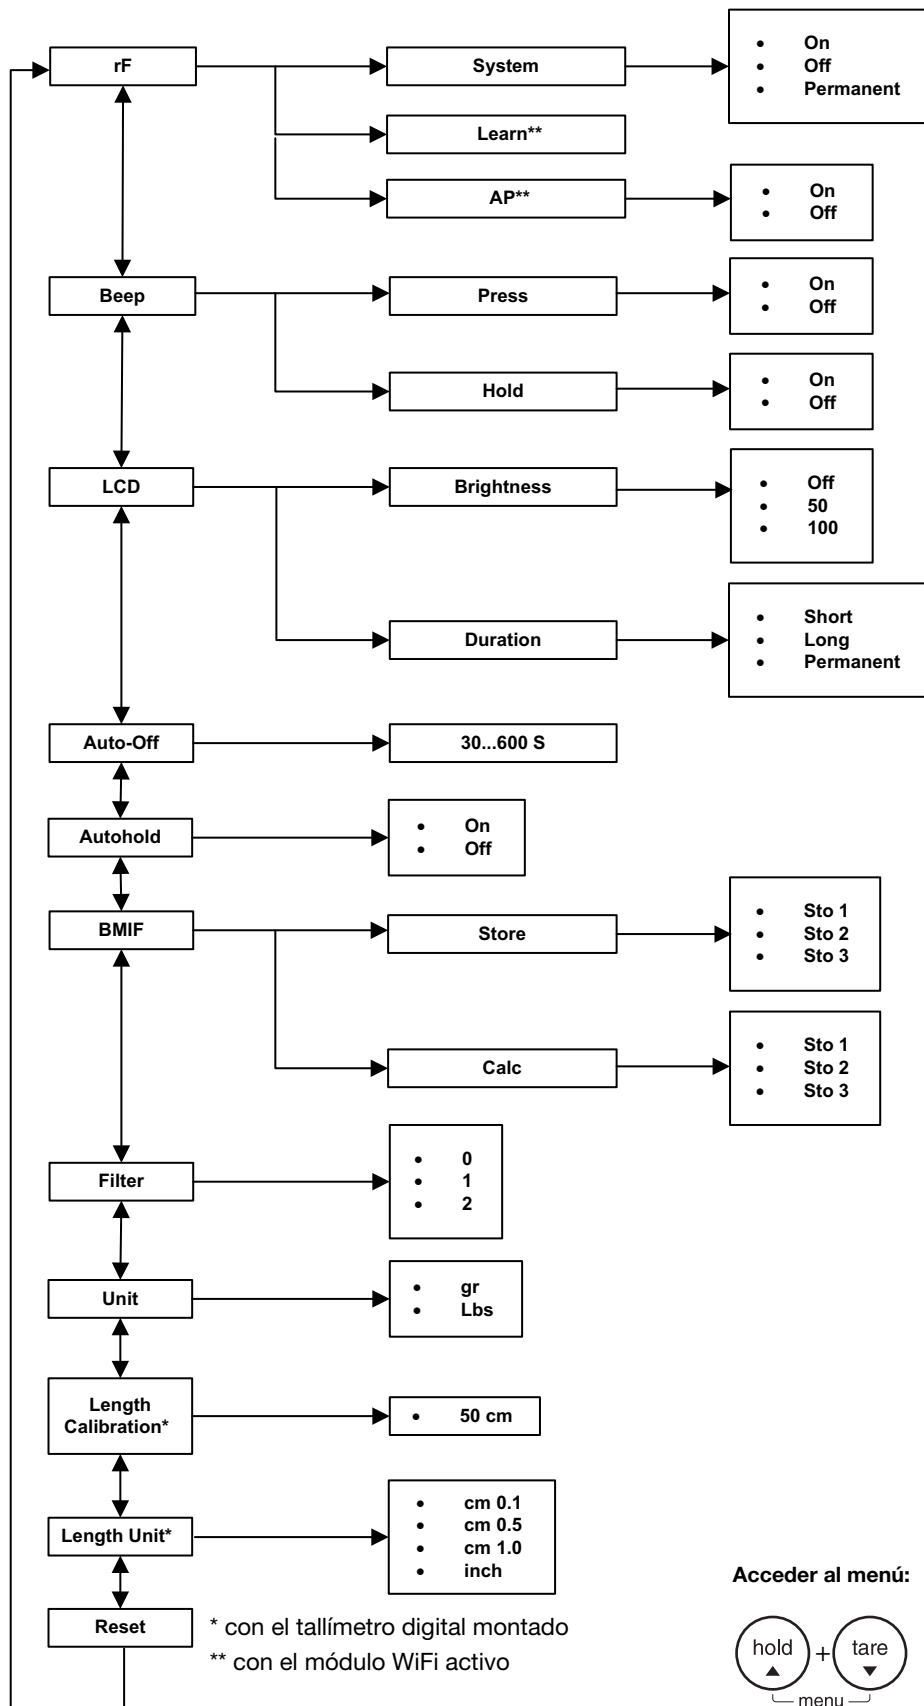 rF
System
• On
• Off
• Permanent
Learn**
AP**
• On
• Off
Beep
Press
• On
• Off
Hold
• On
• Off
LCD
Brightness
• Off
• 50
• 100
Duration
• Short
• Long
• Permanent
Auto-Off
30...600 S
Autohold
• On
• Off
BMIF
Store
• Sto 1
• Sto 2
• Sto 3
Calc
• Sto 1
• Sto 2
• Sto 3
Filter
• 0
• 1
• 2
Unit
• gr
• Lbs
Length
Calibration*
• 50 cm
Length Unit*
• cm 0.1
• cm 0.5
• cm 1.0
• inch
Reset
* con el tallímetro digital montado
** con el módulo WiFi activo
Acceder al menú:
hold + tare
menu